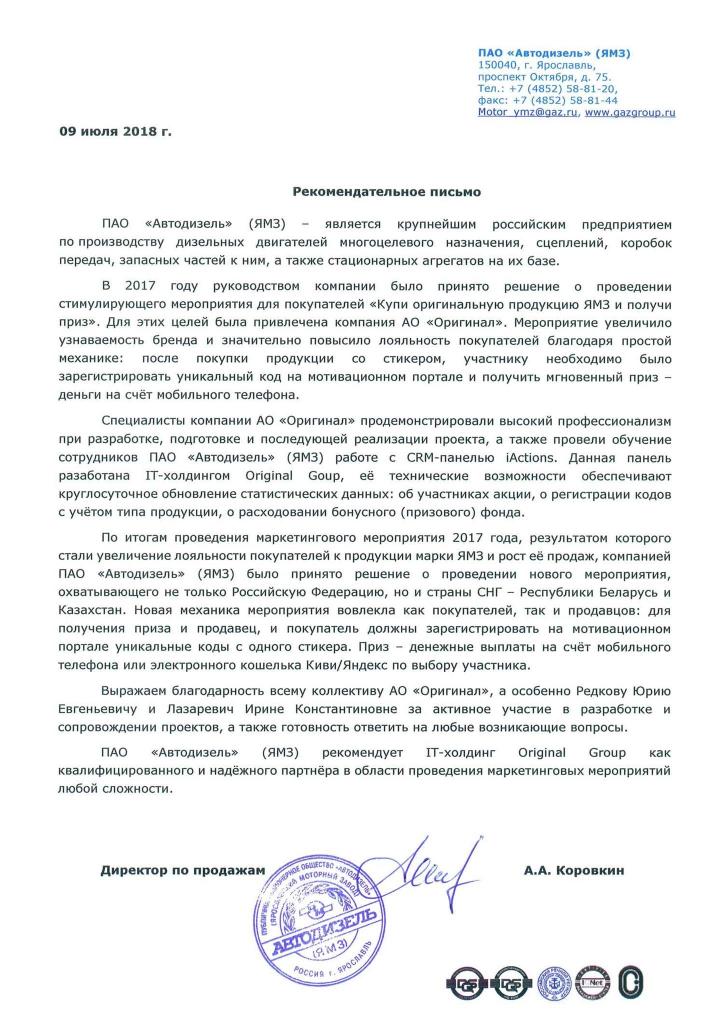 ПАО «Автодизель» (ЯМЗ)
150040, г. Ярославль,
проспект Октября, д. 75.
Тел.: +7 (4852) 58-81-20,
факс: +7 (4852) 58-81-44
Motor_ymz@gaz.ru, www.gazgroup.ru
09 июля 2018 г.
Рекомендательное письмо
ПАО «Автодизель» (ЯМЗ) – является крупнейшим российским предприятием
по производству дизельных двигателей многоцелевого назначения, сцеплений, коробок
передач, запасных частей к ним, а также стационарных агрегатов на их базе.
В 2017 году руководством компании было принято решение о проведении
стимулирующего мероприятия для покупателей «Купи оригинальную продукцию ЯМЗ и получи
приз». Для этих целей была привлечена компания АО «Оригинал». Мероприятие увеличило
узнаваемость бренда и значительно повысило лояльность покупателей благодаря простой
механике: после покупки продукции со стикером, участнику необходимо было
зарегистрировать уникальный код на мотивационном портале и получить мгновенный приз –
деньги на счёт мобильного телефона.
Специалисты компании АО «Оригинал» продемонстрировали высокий профессионализм
при разработке, подготовке и последующей реализации проекта, а также провели обучение
сотрудников ПАО «Автодизель» (ЯМЗ) работе с CRM-панелью iActions. Данная панель
разаботана IT-холдингом Original Goup, её технические возможности обеспечивают
круглосуточное обновление статистических данных: об участниках акции, о регистрации кодов
с учётом типа продукции, о расходовании бонусного (призового) фонда.
По итогам проведения маркетингового мероприятия 2017 года, результатом которого
стали увеличение лояльности покупателей к продукции марки ЯМЗ и рост её продаж, компанией
ПАО «Автодизель» (ЯМЗ) было принято решение о проведении нового мероприятия,
охватывающего не только Российскую Федерацию, но и страны СНГ – Республики Беларусь и
Казахстан. Новая механика мероприятия вовлекла как покупателей, так и продавцов: для
получения приза и продавец, и покупатель должны зарегистрировать на мотивационном
портале уникальные коды с одного стикера. Приз – денежные выплаты на счёт мобильного
телефона или электронного кошелька Киви/Яндекс по выбору участника.
Выражаем благодарность всему коллективу АО «Оригинал», а особенно Редкову Юрию
Евгеньевичу и Лазаревич Ирине Константиновне за активное участие в разработке и
сопровождении проектов, а также готовность ответить на любые возникающие вопросы.
ПАО «Автодизель» (ЯМЗ) рекомендует IT-холдинг Original Group как
квалифицированного и надёжного партнёра в области проведения маркетинговых мероприятий
любой сложности.
Директор по продажам
А.А. Коровкин
ПУБЛИЧНОЕ АКЦИОНЕРНОЕ ОБЩЕСТВО «АВТОДИЗЕЛЬ»
(ЯРОСЛАВСКИЙ МОТОРНЫЙ ЗАВОД)
АВТОДИЗЕЛЬ
(ЯМЗ)
РОССИЯ г. ЯРОСЛАВЛЬ
DQS
DQS